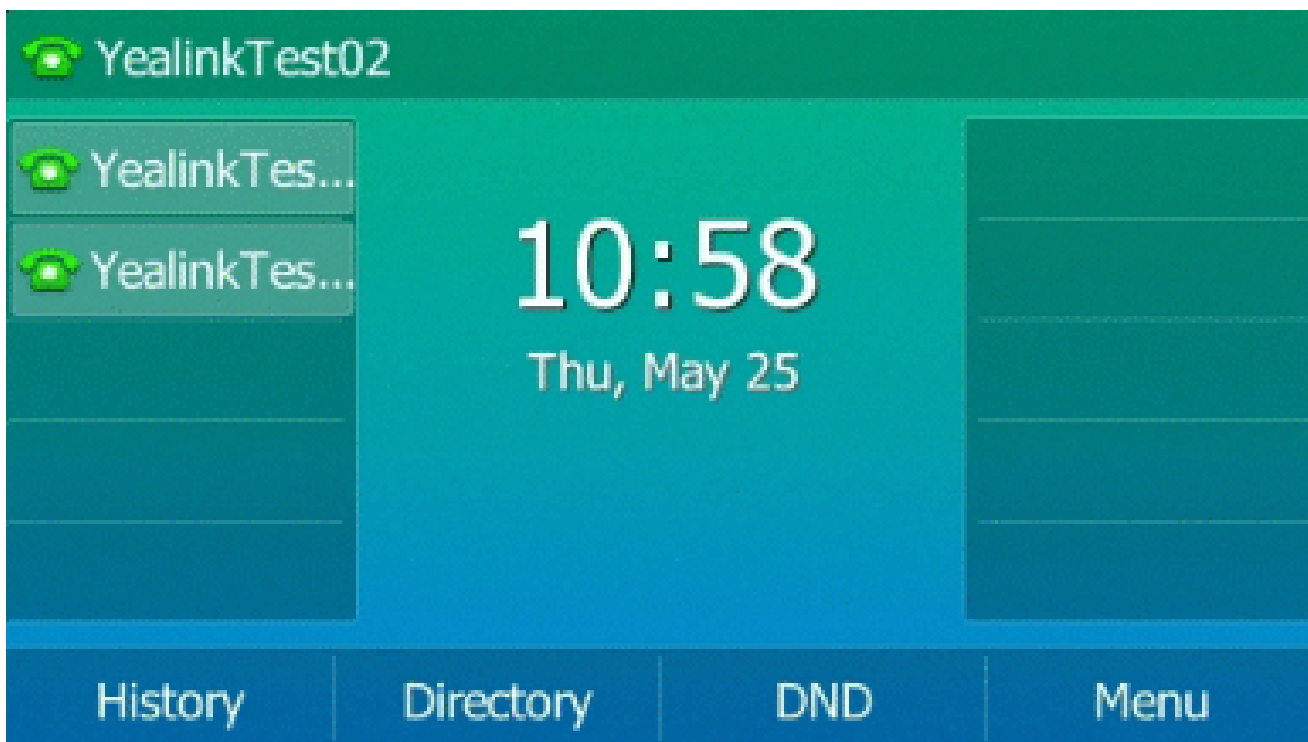 YealinkTest02
YealinkTes...
YealinkTes...
10:58
Thu, May 25
History Directory DND Menu